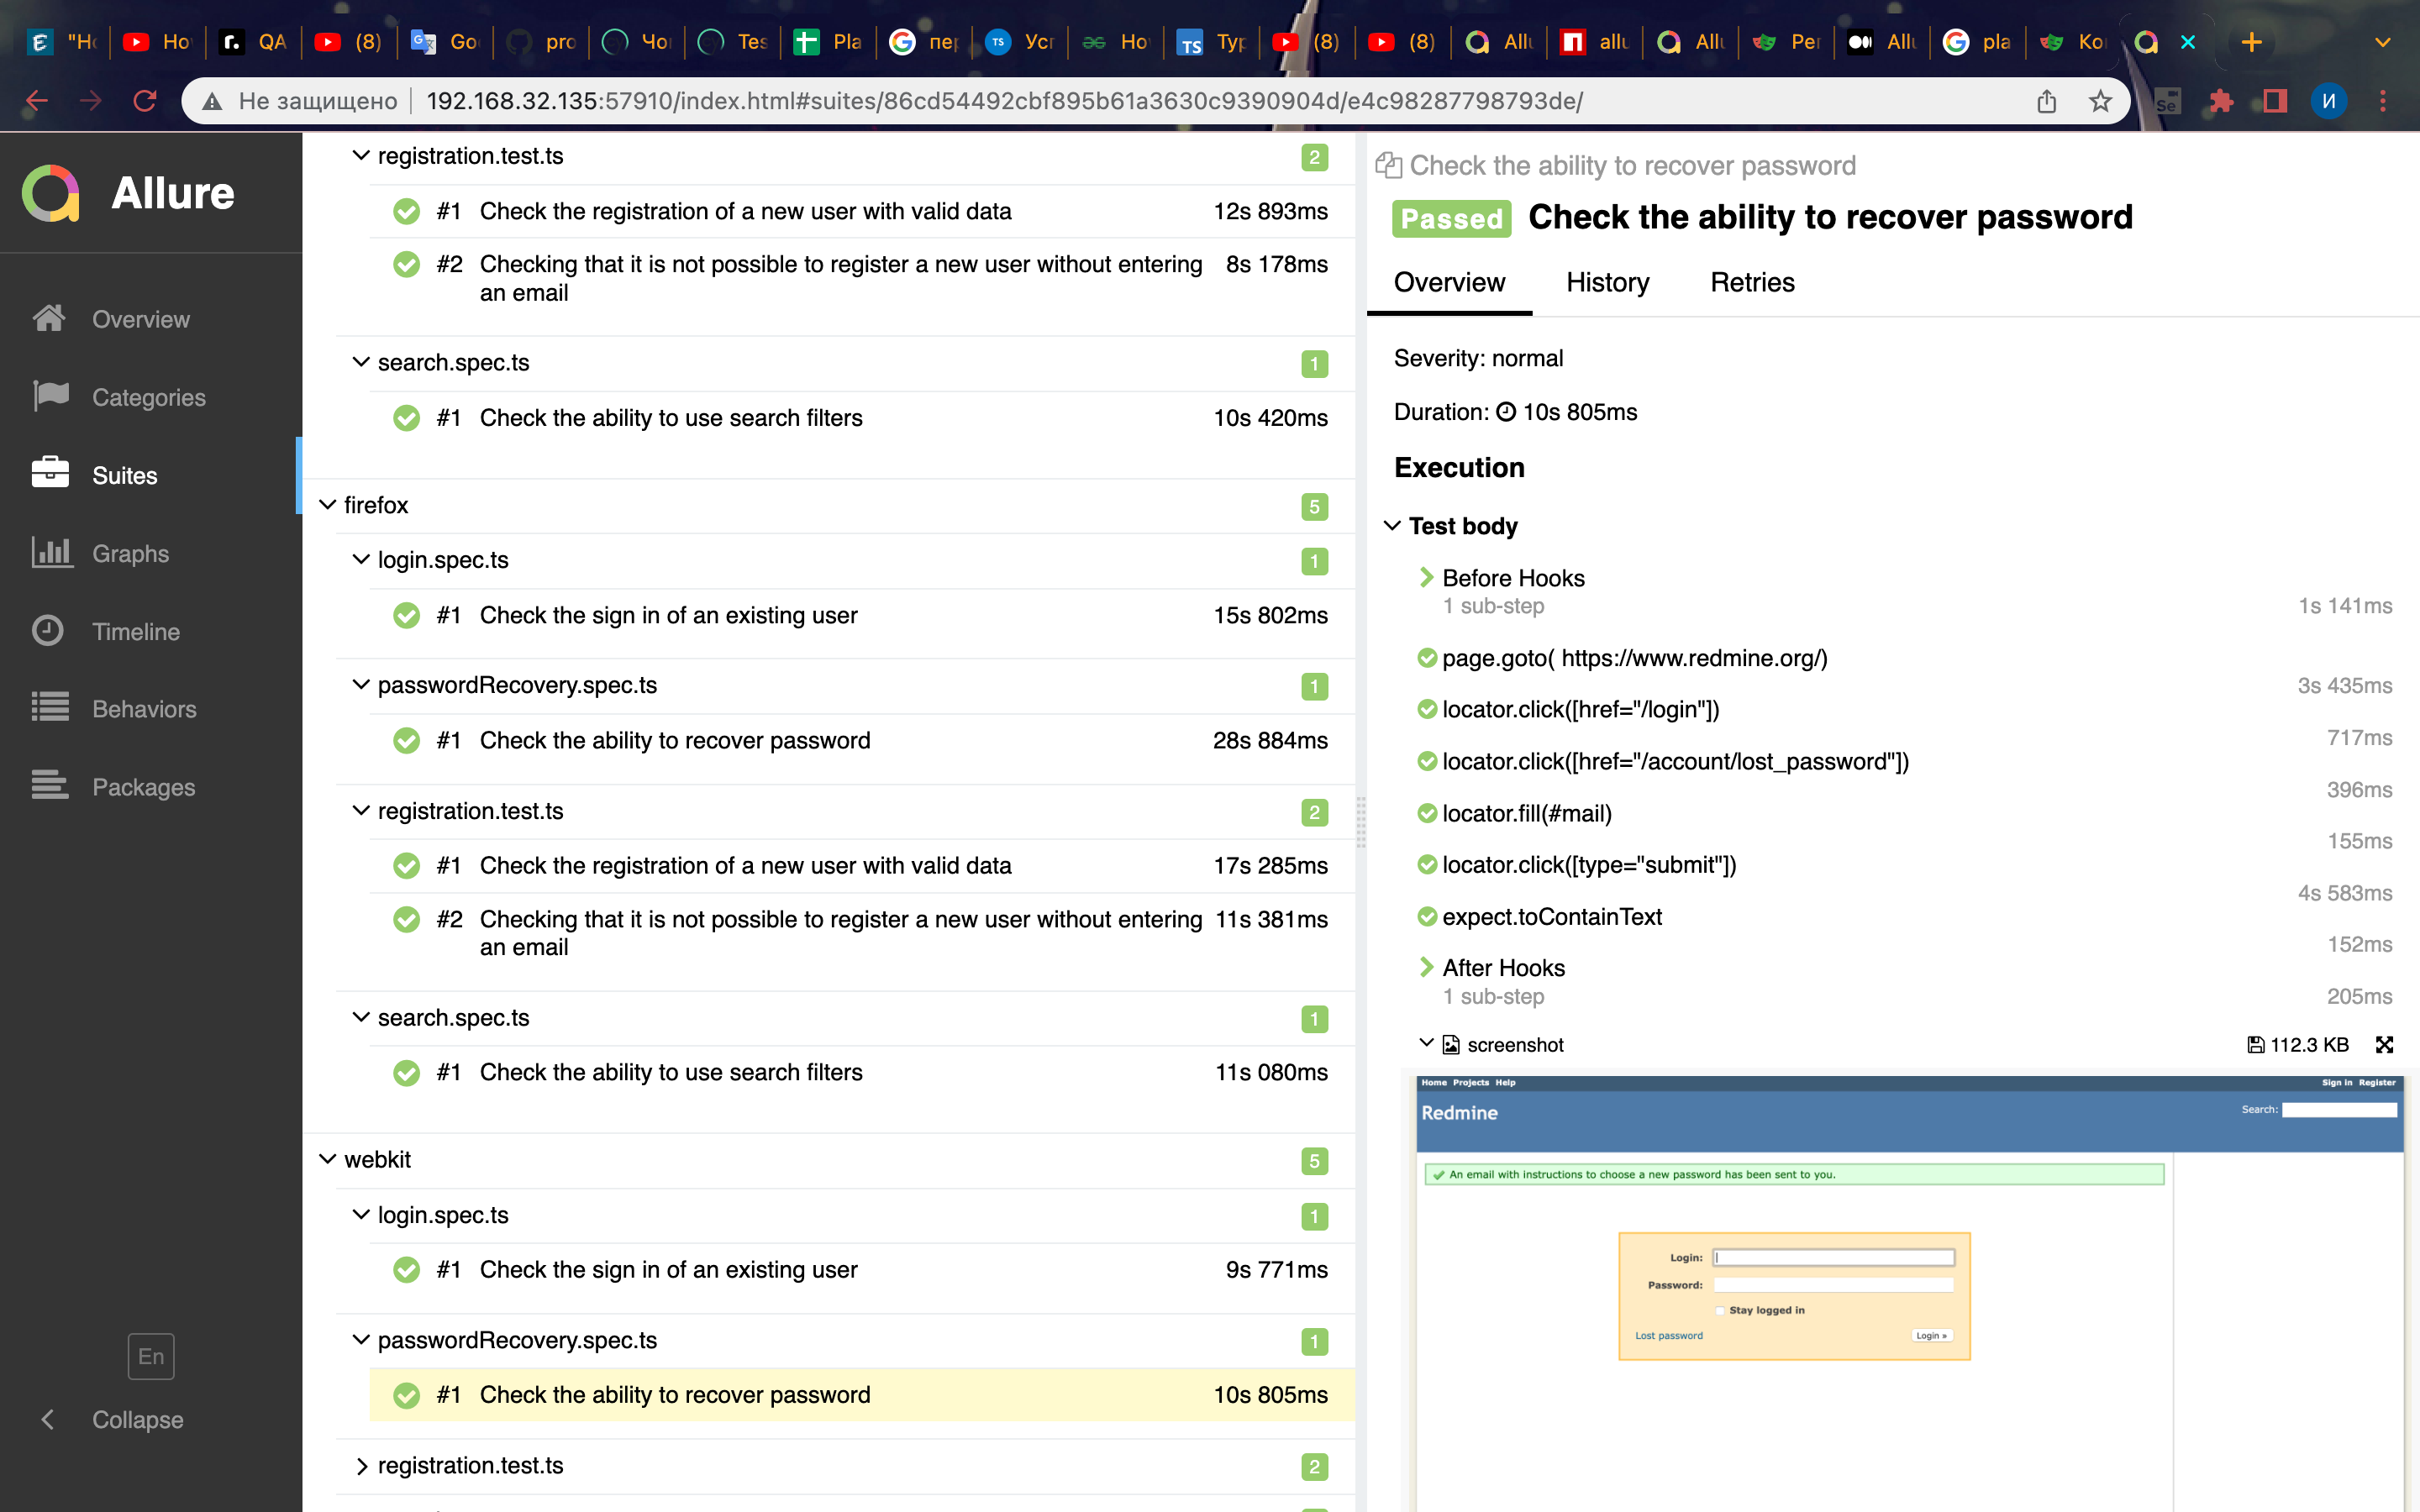 "Ho
Ho
QA
(8)
Go
pro
Чо
Tes
Pla
пер
Уст
Ho
Typ
(8)
(8)
Allu
allu
Allu
Per
Allu
pla
Ко
Не защищено
192.168.32.135:57910/index.html#suites/86cd54492cbf895b61a3630c9390904d/e4c98287798793de/
И
Allure
Overview
Categories
Suites
Graphs
Timeline
Behaviors
Packages
En
Collapse
registration.test.ts 2
#1 Check the registration of a new user with valid data 12s 893ms
#2 Checking that it is not possible to register a new user without entering 8s 178ms
an email
search.spec.ts 1
#1 Check the ability to use search filters 10s 420ms
firefox 5
login.spec.ts 1
#1 Check the sign in of an existing user 15s 802ms
passwordRecovery.spec.ts 1
#1 Check the ability to recover password 28s 884ms
registration.test.ts 2
#1 Check the registration of a new user with valid data 17s 285ms
#2 Checking that it is not possible to register a new user without entering 11s 381ms
an email
search.spec.ts 1
#1 Check the ability to use search filters 11s 080ms
webkit 5
login.spec.ts 1
#1 Check the sign in of an existing user 9s 771ms
passwordRecovery.spec.ts 1
#1 Check the ability to recover password 10s 805ms
registration.test.ts 2
Check the ability to recover password
Passed Check the ability to recover password
Overview History Retries
Severity: normal
Duration: 10s 805ms
Execution
Test body
Before Hooks
1 sub-step 1s 141ms
page.goto( https://www.redmine.org/)
3s 435ms
locator.click([href="/login"])
717ms
locator.click([href="/account/lost_password"])
396ms
locator.fill(#mail)
155ms
locator.click([type="submit"])
4s 583ms
expect.toContainText
152ms
After Hooks
1 sub-step 205ms
screenshot 112.3 KB
Home Projects Help Sign in Register
Redmine Search:
An email with instructions to choose a new password has been sent to you.
Login:
Password:
Stay logged in
Lost password Login »